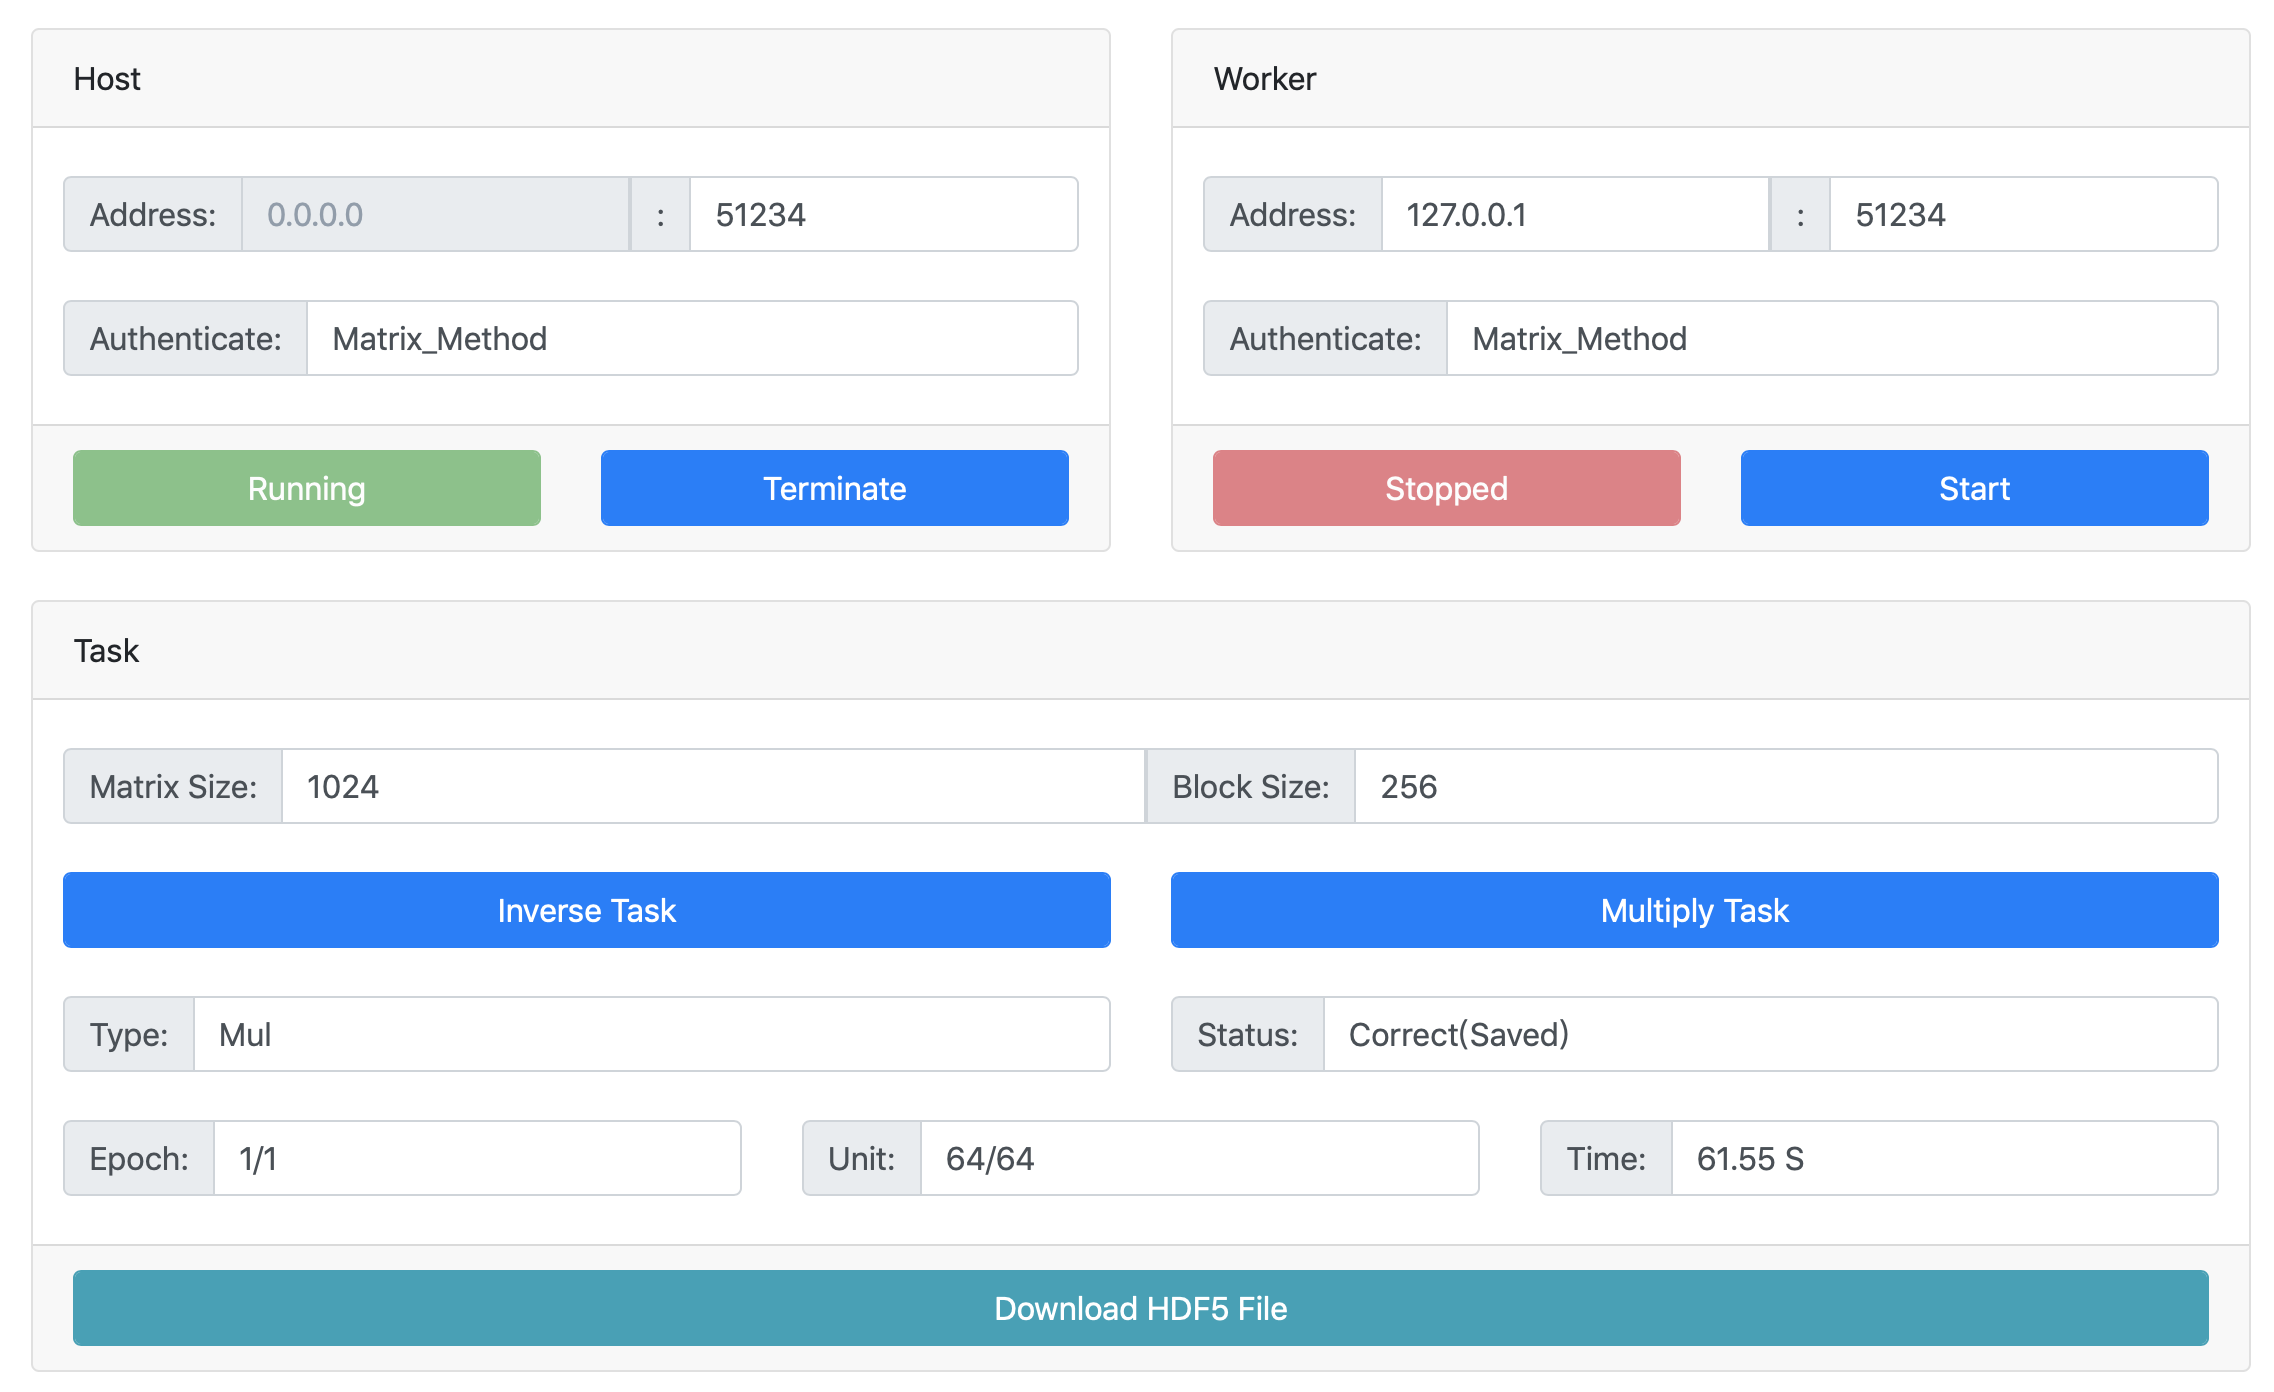 Host
Address: 0.0.0.0 : 51234
Authenticate: Matrix_Method
Running Terminate
Worker
Address: 127.0.0.1 : 51234
Authenticate: Matrix_Method
Stopped Start
Task
Matrix Size: 1024 Block Size: 256
Inverse Task Multiply Task
Type: Mul Status: Correct(Saved)
Epoch: 1/1 Unit: 64/64 Time: 61.55 S
Download HDF5 File